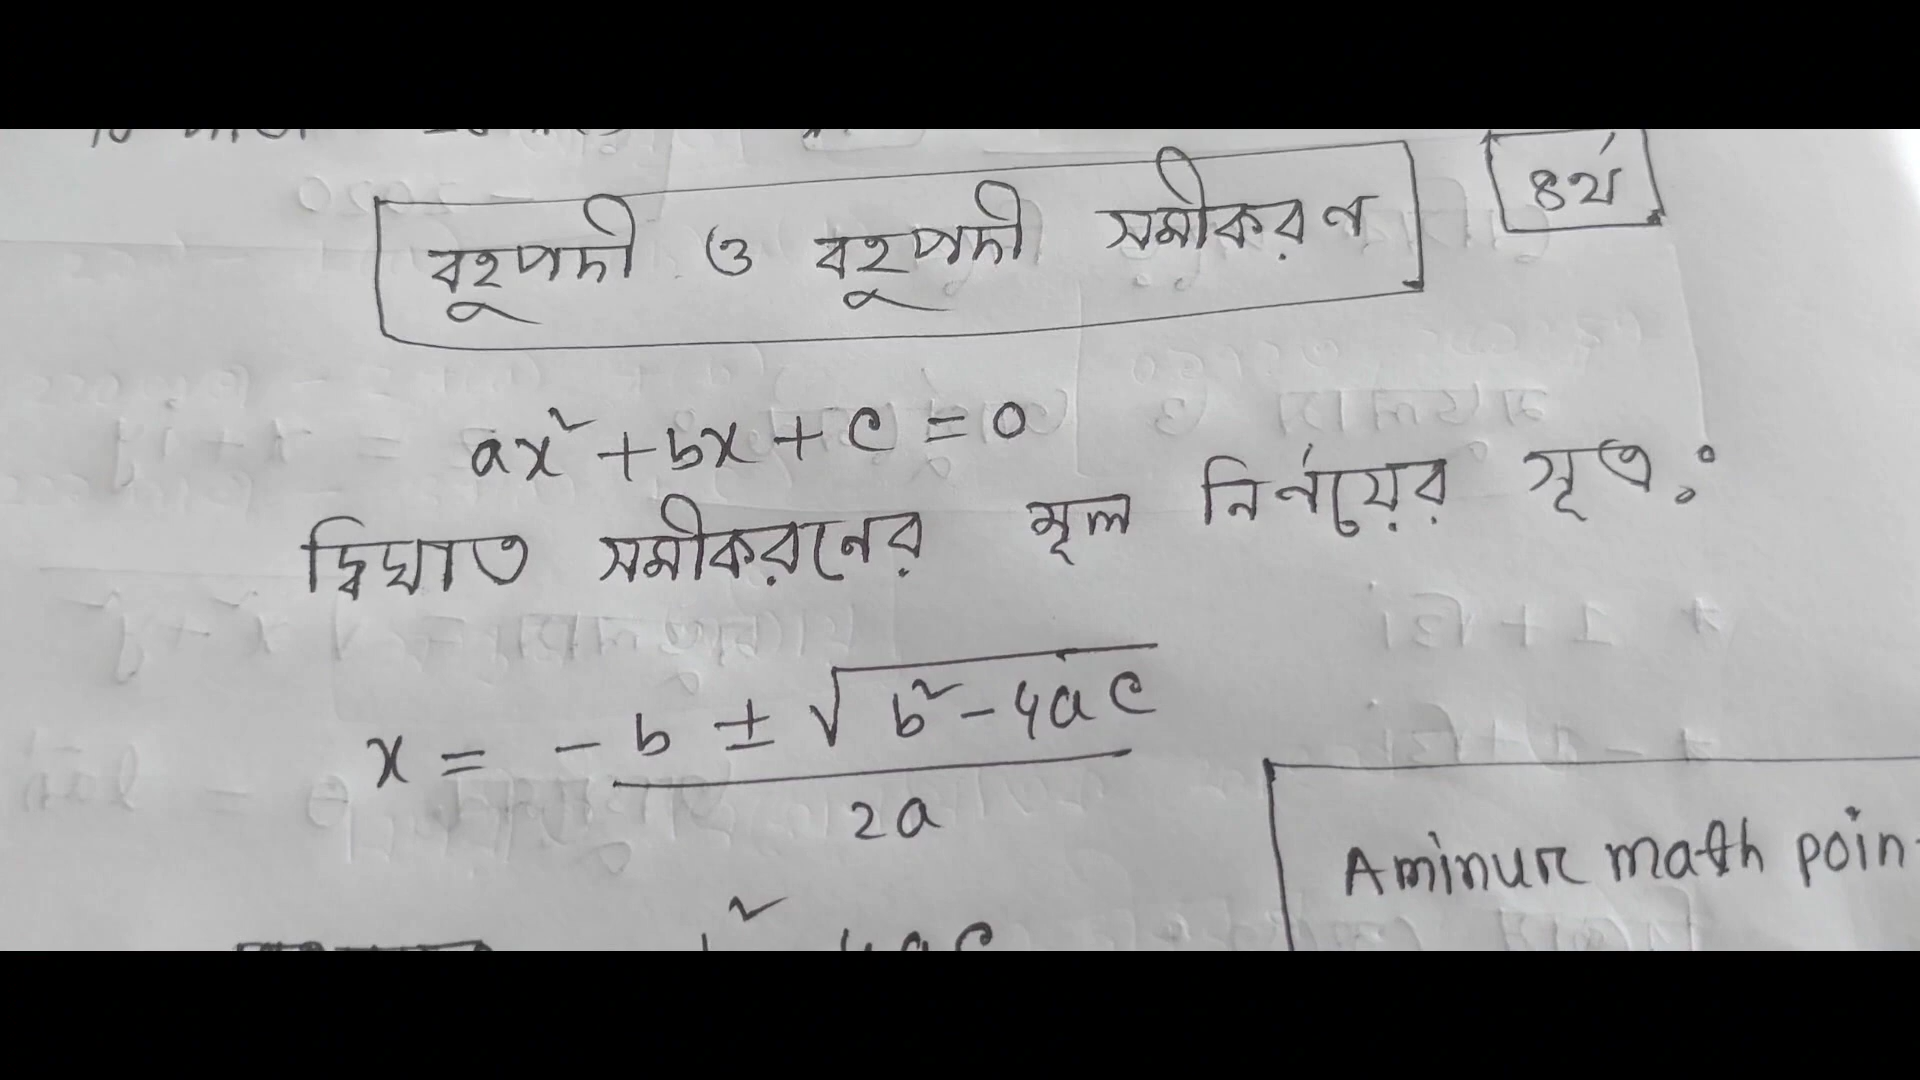 বহুপদী ও বহুপদী সমীকরণ
৪র্থ
ax² + bx + c = 0
দ্বিঘাত সমীকরনের মূল নির্ণয়ের সূত্র:
x = -b ± √b² - 4ac
2a
Aminur math poin